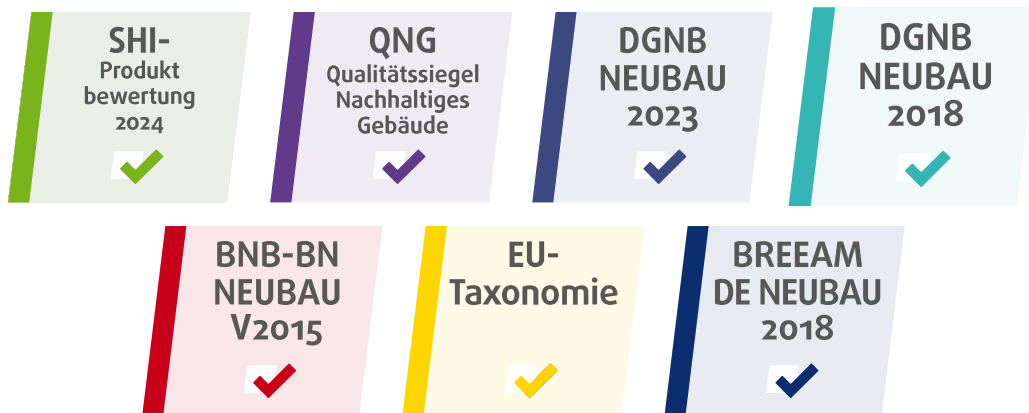 SHI-
Produkt
bewertung
2024
QNG
Qualitätssiegel
Nachhaltiges
Gebäude
DGNB
NEUBAU
2023
DGNB
NEUBAU
2018
BNB-BN
NEUBAU
V2015
EU-
Taxonomie
BREEAM
DE NEUBAU
2018